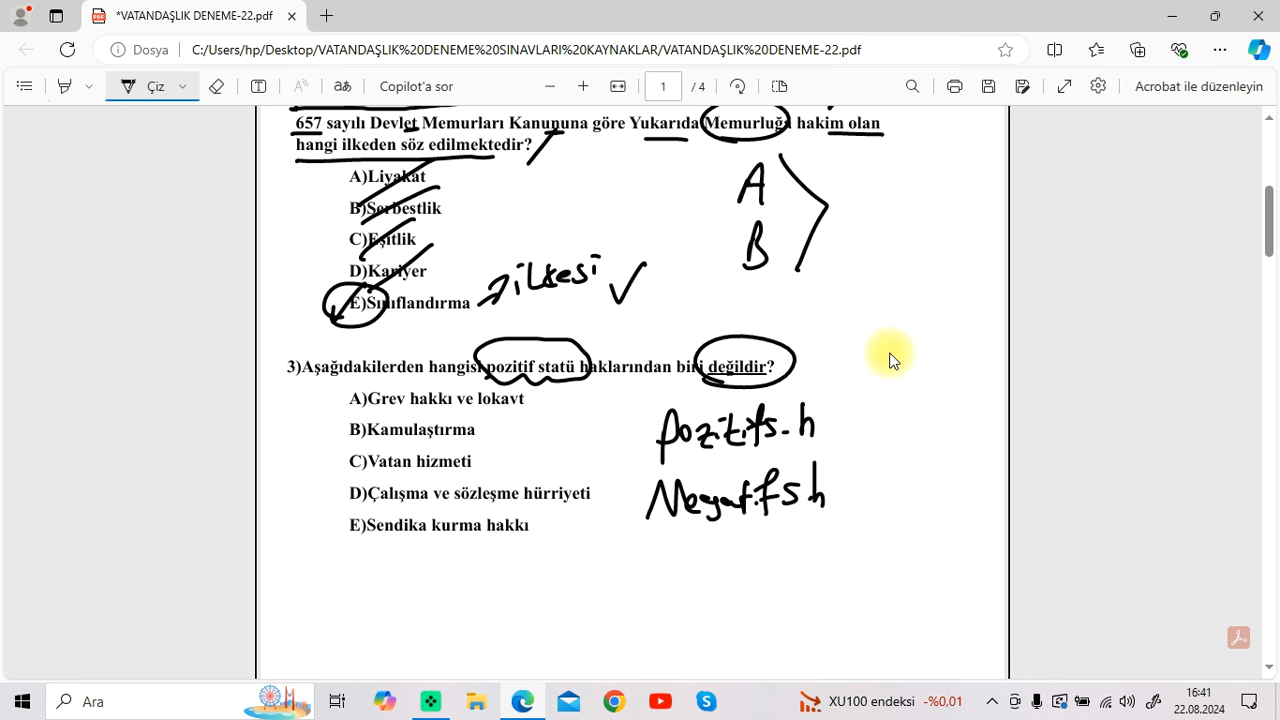 *VATANDAŞLIK DENEME-22.pdf
Dosya C:/Users/hp/Desktop/VATANDAŞLIK%20DENEME%20SINAVLARI%20KAYNAKLAR/VATANDAŞLIK%20DENEME-22.pdf
Çiz aあ Copilot'a sor 1 / 4 Acrobat ile düzenleyin
657 sayılı Devlet Memurları Kanununa göre Yukarıda Memurluğa hakim olan
hangi ilkeden söz edilmektedir?
A)Liyakat
B)Serbestlik
C)Eşitlik
D)Kariyer
E)Sınıflandırma
ilkesi
A
B
3)Aşağıdakilerden hangisi pozitif statü haklarından biri değildir?
A)Grev hakkı ve lokavt
B)Kamulaştırma
C)Vatan hizmeti
D)Çalışma ve sözleşme hürriyeti
E)Sendika kurma hakkı
pozitif s.h
Negatif s h
Ara
XU100 endeksi -%0,01
16:41
22.08.2024